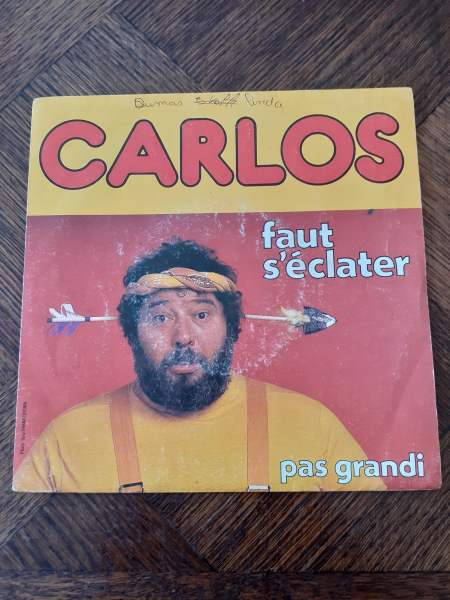 Dumas Linda
CARLOS
faut
s'éclater
pas grandi